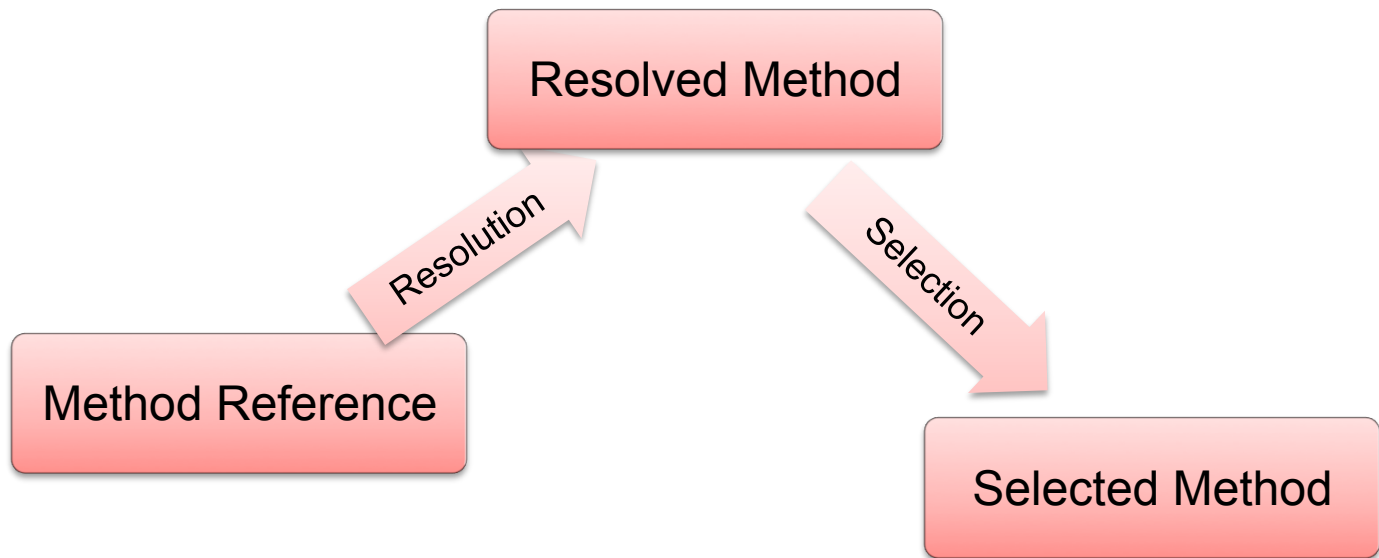 Resolved Method
Resolution
Selection
Method Reference
Selected Method